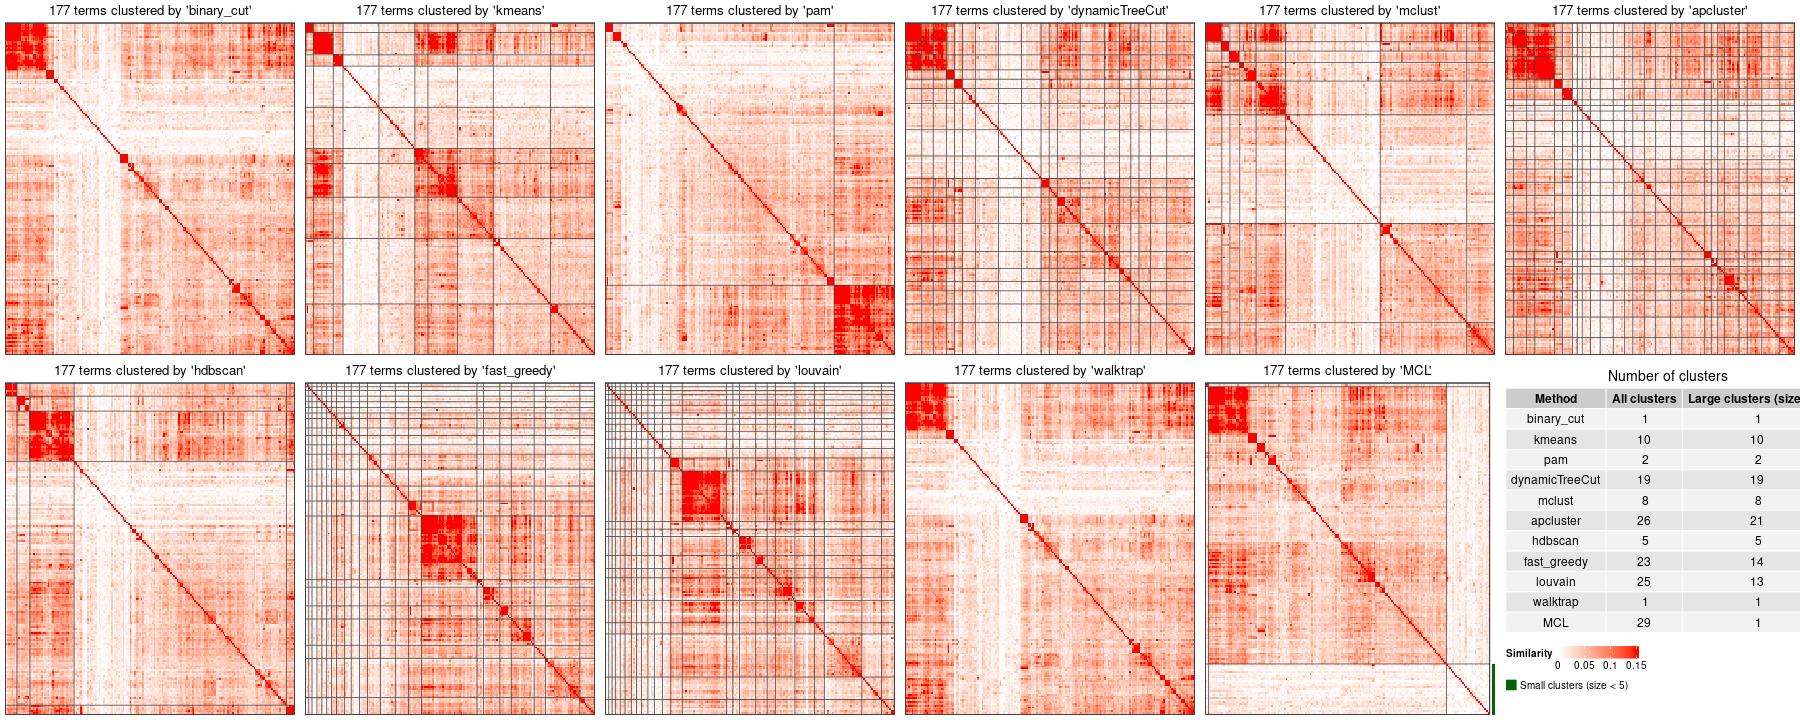 177 terms clustered by 'binary_cut'
177 terms clustered by 'kmeans'
177 terms clustered by 'pam'
177 terms clustered by 'dynamicTreeCut'
177 terms clustered by 'mclust'
177 terms clustered by 'apcluster'
177 terms clustered by 'hdbscan'
177 terms clustered by 'fast_greedy'
177 terms clustered by 'louvain'
177 terms clustered by 'walktrap'
177 terms clustered by 'MCL'
Number of clusters
Method All clusters Large clusters (size
binary_cut 1 1
kmeans 10 10
pam 2 2
dynamicTreeCut 19 19
mclust 8 8
apcluster 26 21
hdbscan 5 5
fast_greedy 23 14
louvain 25 13
walktrap 1 1
MCL 29 1
Similarity
0 0.05 0.1 0.15
Small clusters (size < 5)